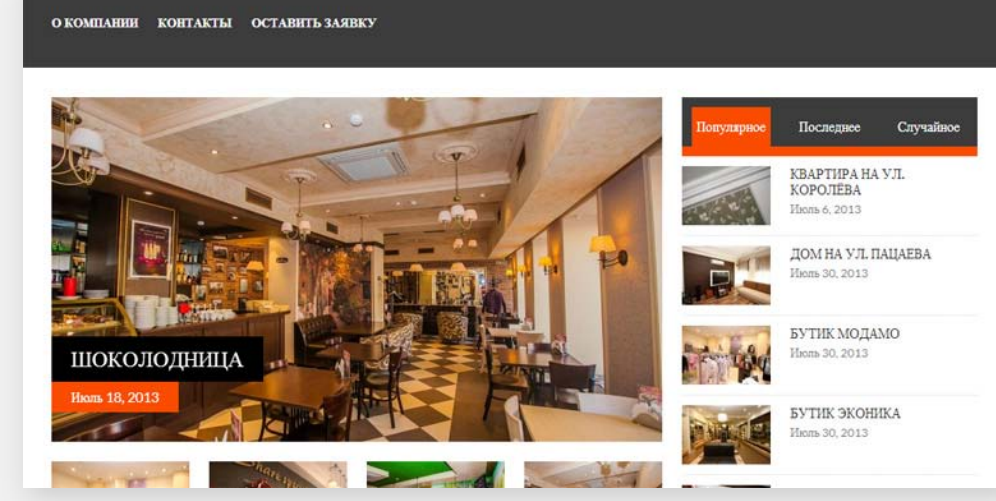 О КОМПАНИИ КОНТАКТЫ ОСТАВИТЬ ЗАЯВКУ
ШОКОЛОДНИЦА
Июль 18, 2013
Популярное Последнее Случайное
КВАРТИРА НА УЛ.
КОРОЛЁВА
Июль 6, 2013
ДОМ НА УЛ. ПАЦАЕВА
Июль 30, 2013
БУТИК МОДАМО
Июль 30, 2013
БУТИК ЭКОНИКА
Июль 30, 2013